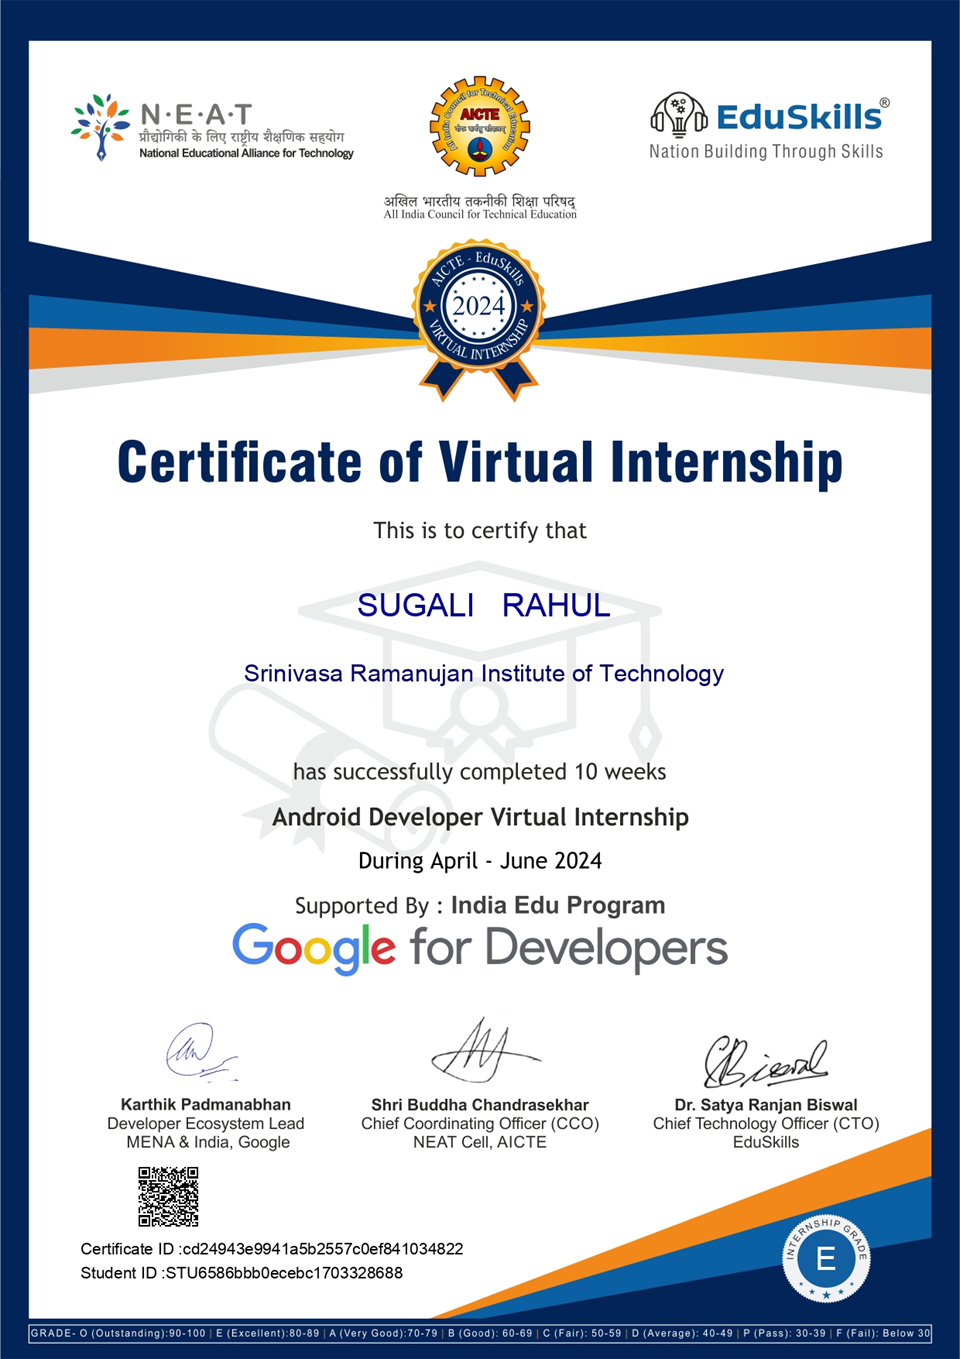 N·E·A·T
प्रौद्योगिकी के लिए राष्ट्रीय शैक्षणिक सहयोग
National Educational Alliance for Technology
All India Council for Technical Education
AICTE
अखिल भारतीय तकनीकी शिक्षा परिषद्
All India Council for Technical Education
EduSkills®
Nation Building Through Skills
AICTE - EduSkills
2024
VIRTUAL INTERNSHIP
Certificate of Virtual Internship
This is to certify that
SUGALI RAHUL
Srinivasa Ramanujan Institute of Technology
has successfully completed 10 weeks
Android Developer Virtual Internship
During April - June 2024
Supported By : India Edu Program
Google for Developers
Karthik Padmanabhan
Developer Ecosystem Lead
MENA & India, Google
Shri Buddha Chandrasekhar
Chief Coordinating Officer (CCO)
NEAT Cell, AICTE
Dr. Satya Ranjan Biswal
Chief Technology Officer (CTO)
EduSkills
Certificate ID :cd24943e9941a5b2557c0ef841034822
Student ID :STU6586bbb0ecebc1703328688
INTERNSHIP GRADE
E
GRADE- O (Outstanding):90-100 | E (Excellent):80-89 | A (Very Good):70-79 | B (Good): 60-69 | C (Fair): 50-59 | D (Average): 40-49 | P (Pass): 30-39 | F (Fail): Below 30